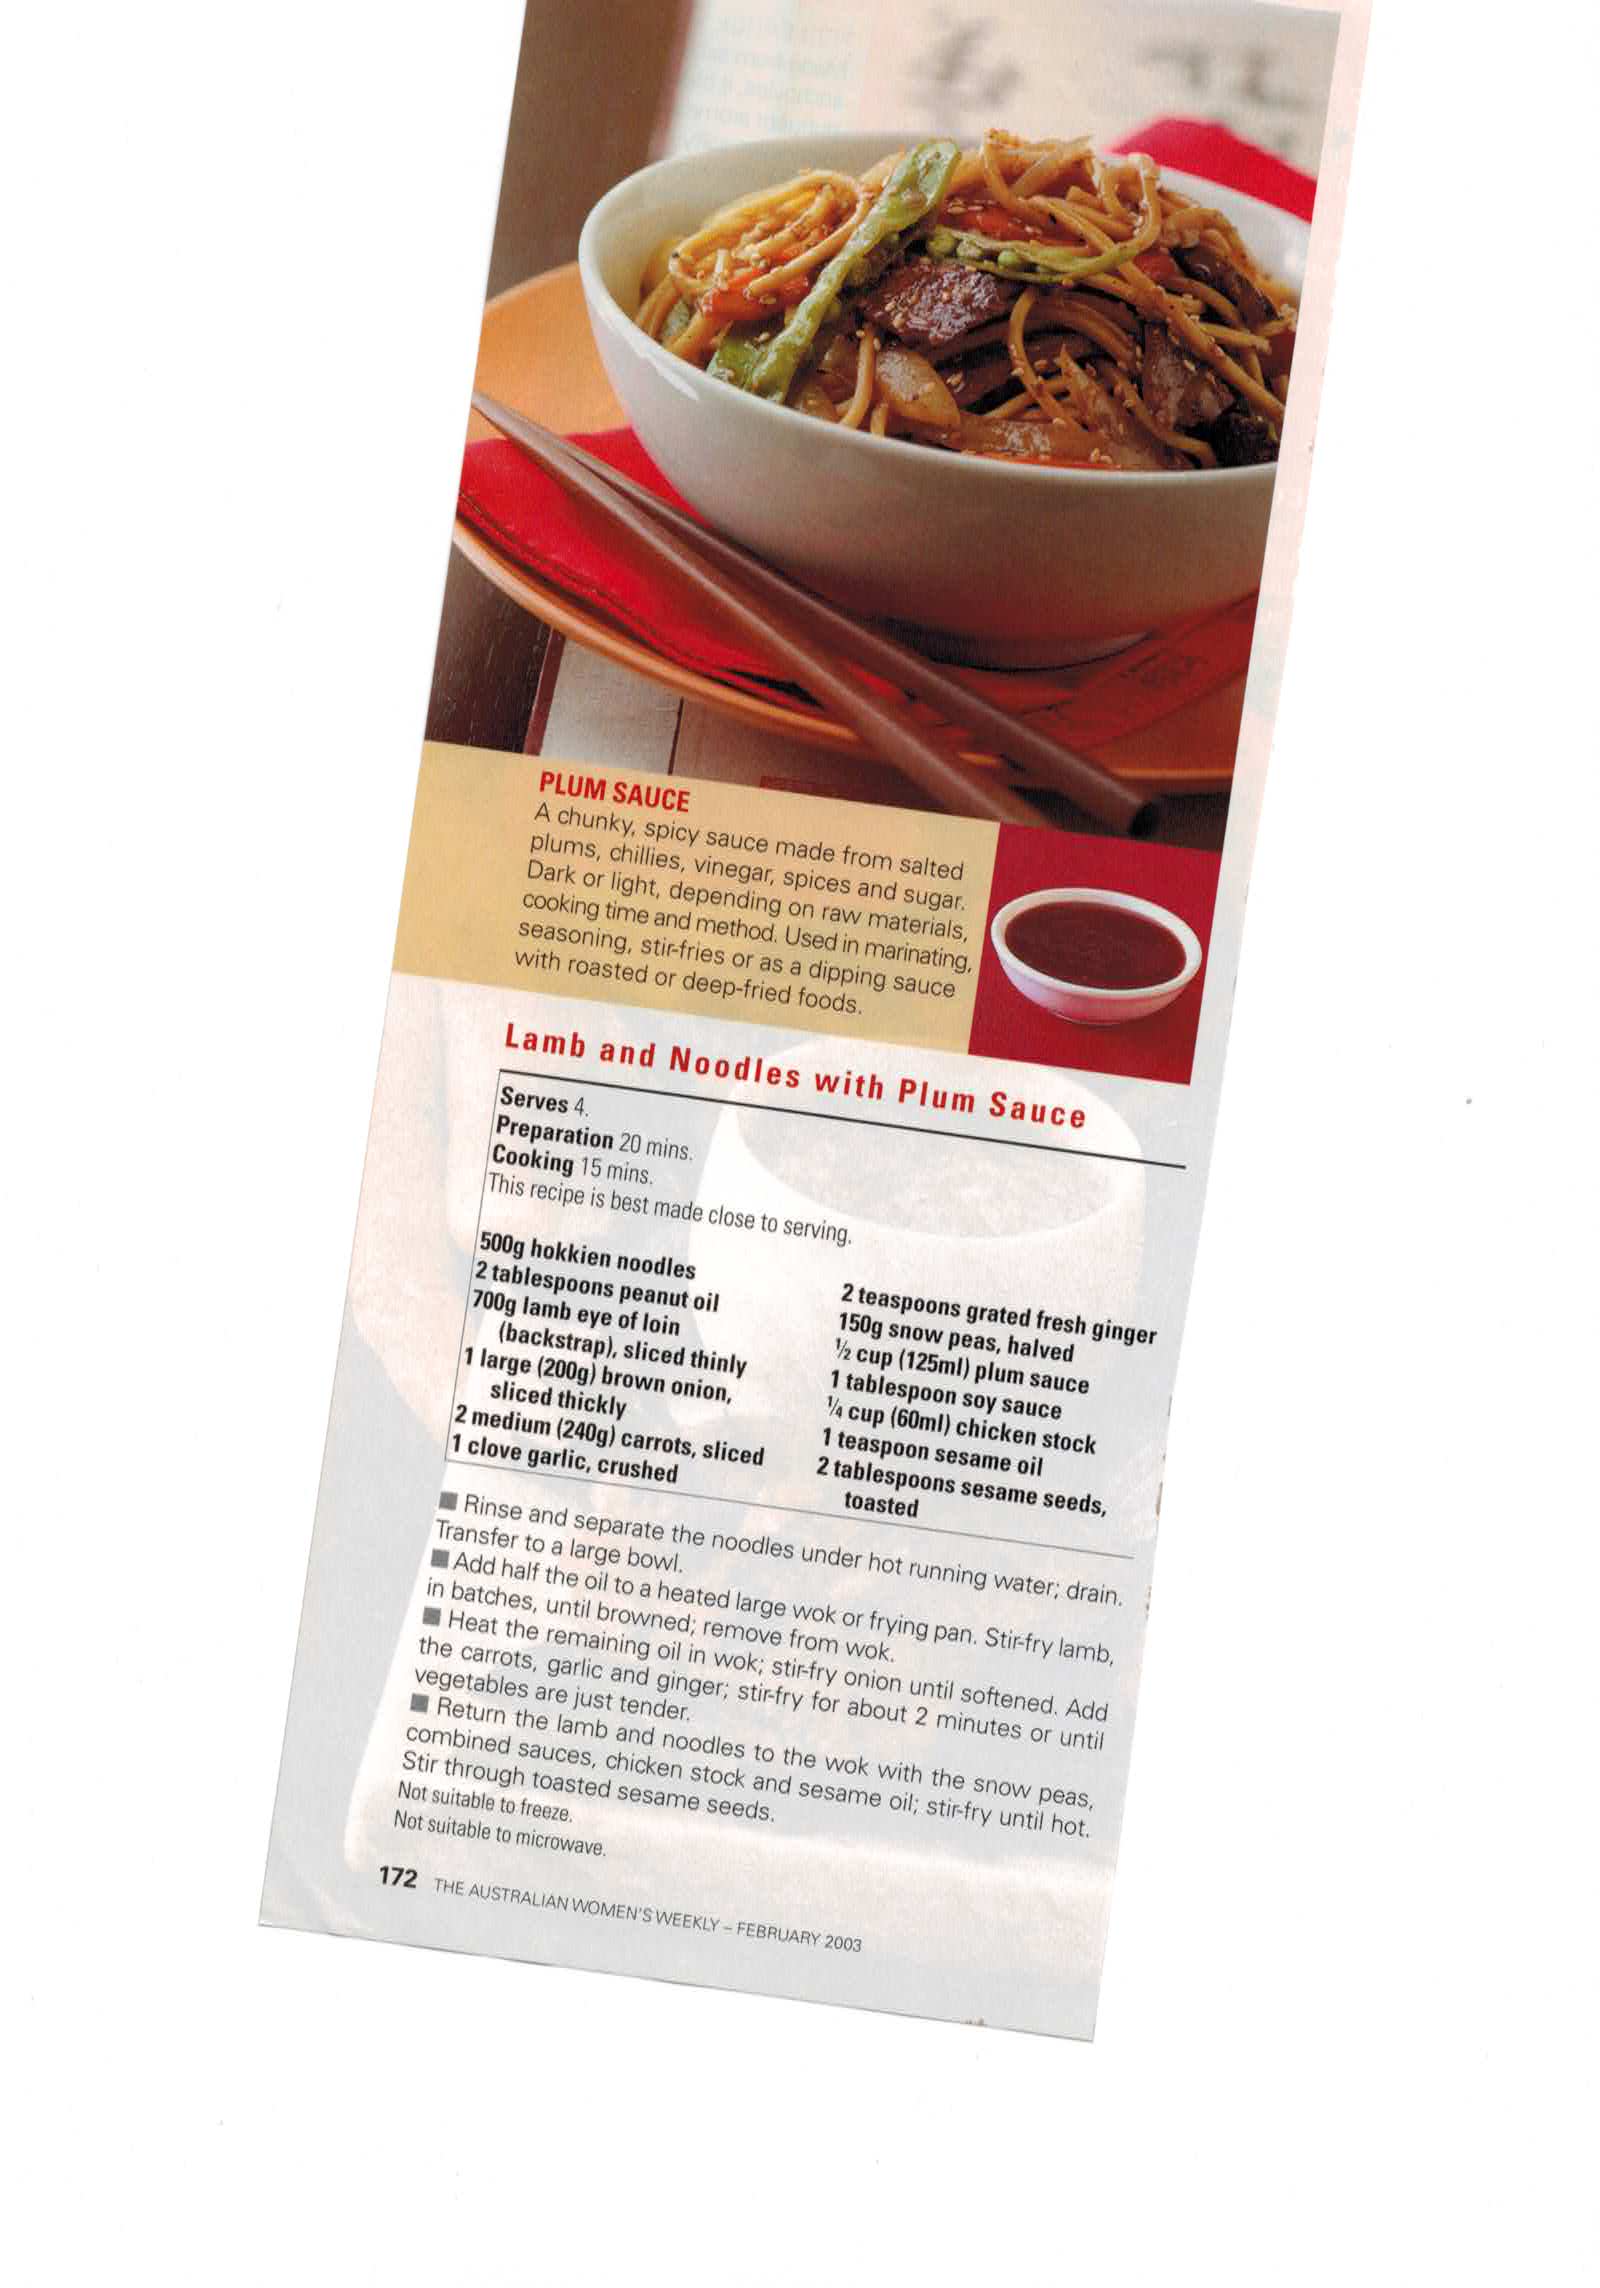 PLUM SAUCE
A chunky, spicy sauce made from salted
plums, chillies, vinegar, spices and sugar.
Dark or light, depending on raw materials,
cooking time and method. Used in marinating,
seasoning, stir-fries or as a dipping sauce
with roasted or deep-fried foods.
Lamb and Noodles with Plum Sauce
Serves 4.
Preparation 20 mins.
Cooking 15 mins.
This recipe is best made close to serving.
500g hokkien noodles
2 tablespoons peanut oil
700g lamb eye of loin
(backstrap), sliced thinly
1 large (200g) brown onion,
sliced thickly
2 medium (240g) carrots, sliced
1 clove garlic, crushed
2 teaspoons grated fresh ginger
150g snow peas, halved
½ cup (125ml) plum sauce
1 tablespoon soy sauce
¼ cup (60ml) chicken stock
1 teaspoon sesame oil
2 tablespoons sesame seeds,
toasted
■ Rinse and separate the noodles under hot running water; drain.
Transfer to a large bowl.
■ Add half the oil to a heated large wok or frying pan. Stir-fry lamb,
in batches, until browned; remove from wok.
■ Heat the remaining oil in wok; stir-fry onion until softened. Add
the carrots, garlic and ginger; stir-fry for about 2 minutes or until
vegetables are just tender.
■ Return the lamb and noodles to the wok with the snow peas,
combined sauces, chicken stock and sesame oil; stir-fry until hot.
Stir through toasted sesame seeds.
Not suitable to freeze.
Not suitable to microwave.
172 THE AUSTRALIAN WOMEN'S WEEKLY – FEBRUARY 2003